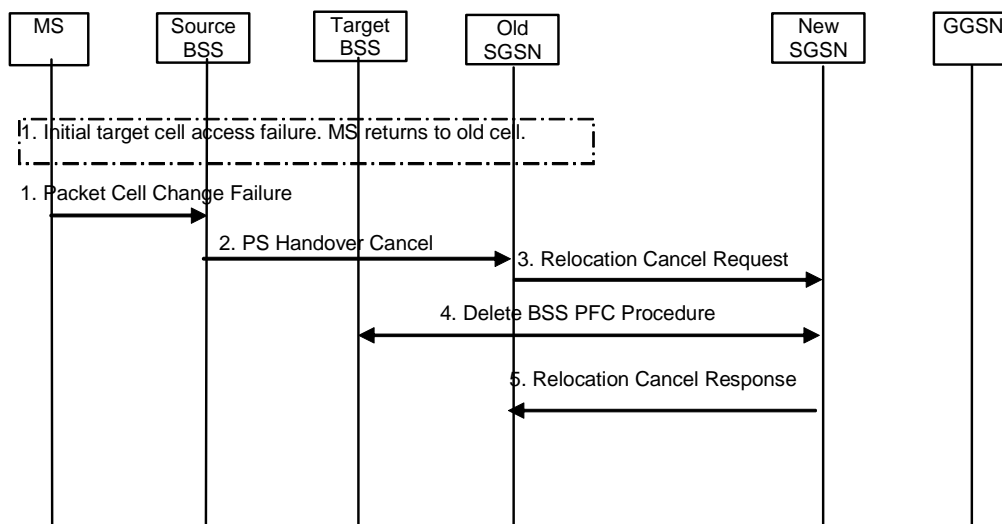 MS
Source
BSS
Target
BSS
Old
SGSN
New
SGSN
GGSN
1. Initial target cell access failure. MS returns to old cell.
1. Packet Cell Change Failure
2. PS Handover Cancel
3. Relocation Cancel Request
4. Delete BSS PFC Procedure
5. Relocation Cancel Response